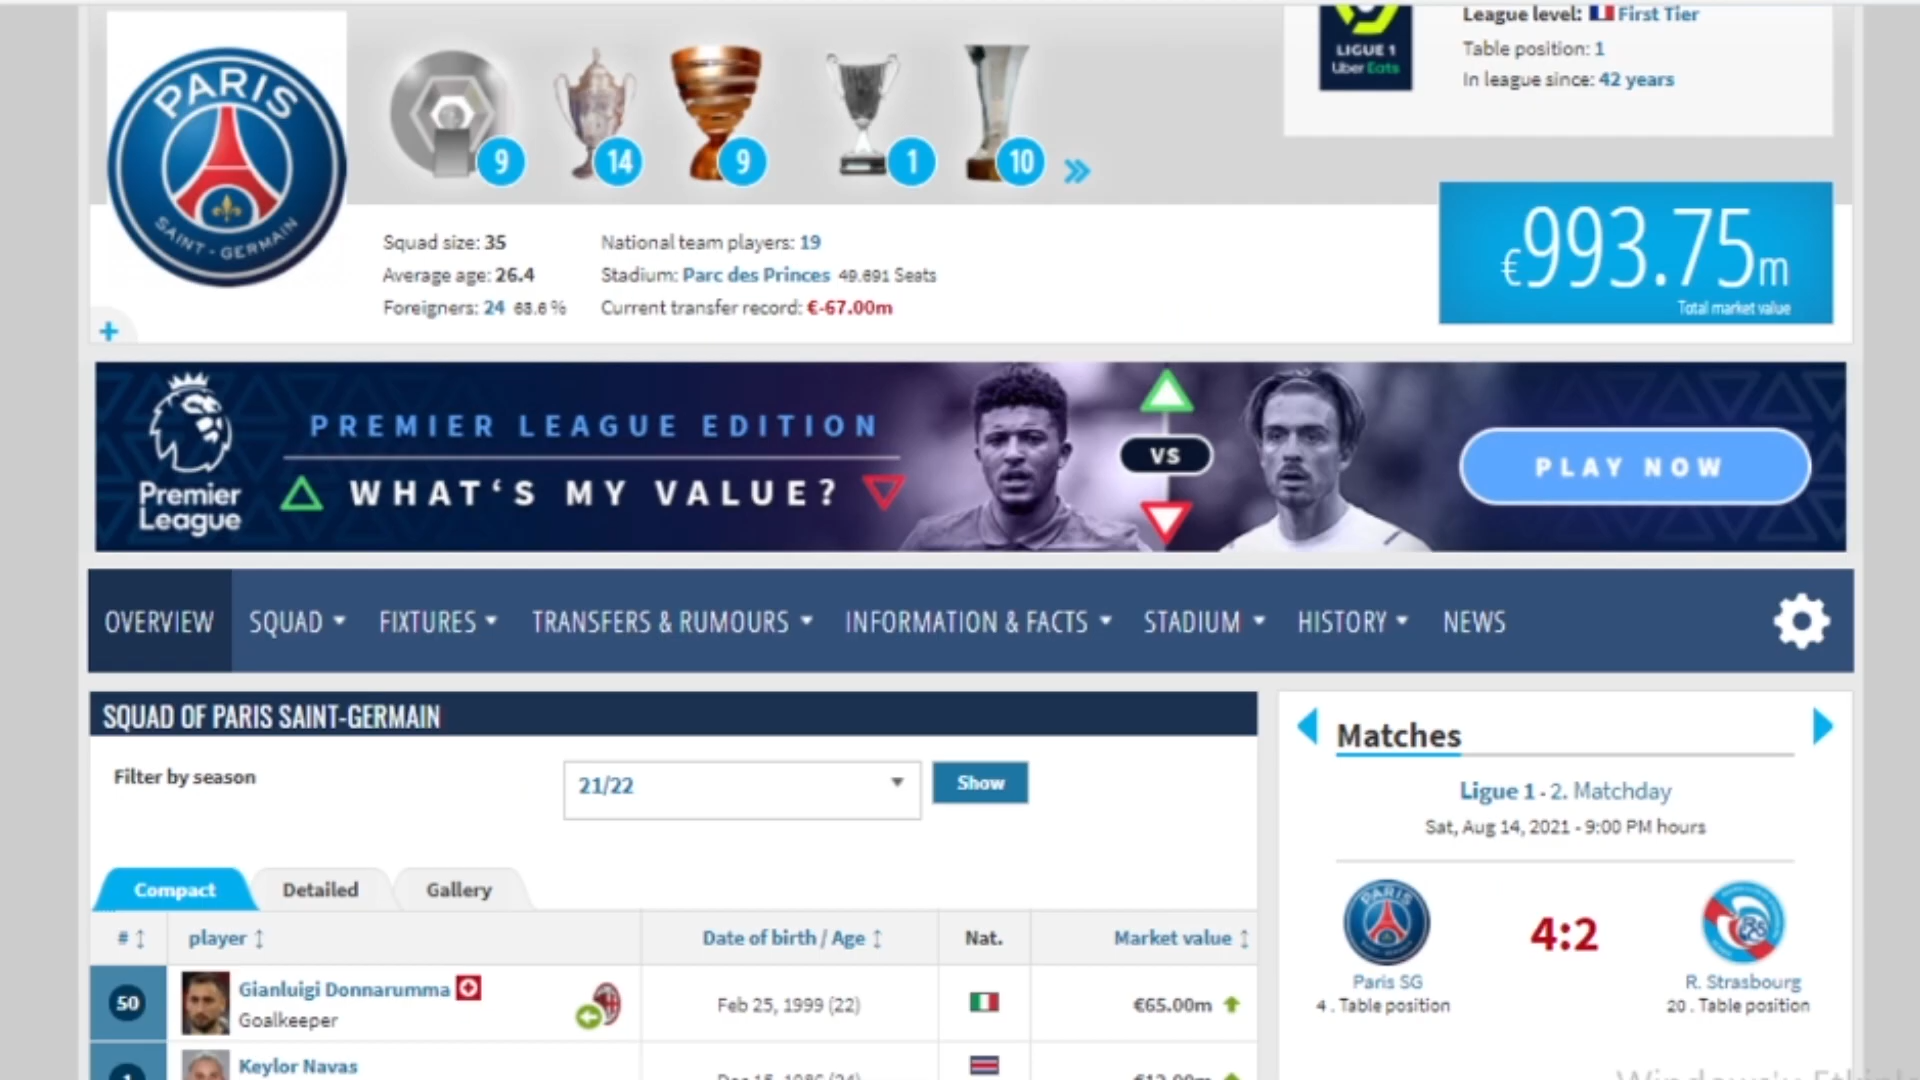 PARIS
SAINT-GERMAIN
9
14
9
1
10
LIGUE 1
Uber Eats
League level: First Tier
Table position: 1
In league since: 42 years
Squad size: 35
Average age: 26.4
Foreigners: 24 68.6 %
National team players: 19
Stadium: Parc des Princes 49.691 Seats
Current transfer record: €-67.00m
€993.75m
Total market value
Premier
League
PREMIER LEAGUE EDITION
WHAT‘S MY VALUE?
VS
PLAY NOW
OVERVIEW SQUAD FIXTURES TRANSFERS & RUMOURS INFORMATION & FACTS STADIUM HISTORY NEWS
SQUAD OF PARIS SAINT-GERMAIN
Filter by season
21/22
Show
Compact Detailed Gallery
# player Date of birth / Age Nat. Market value
50 Gianluigi Donnarumma Feb 25, 1999 (22) €65.00m
Goalkeeper
1 Keylor Navas
Matches
Ligue 1 - 2. Matchday
Sat, Aug 14, 2021 - 9:00 PM hours
PARIS
4:2
Paris SG R. Strasbourg
4 . Table position 20 . Table position